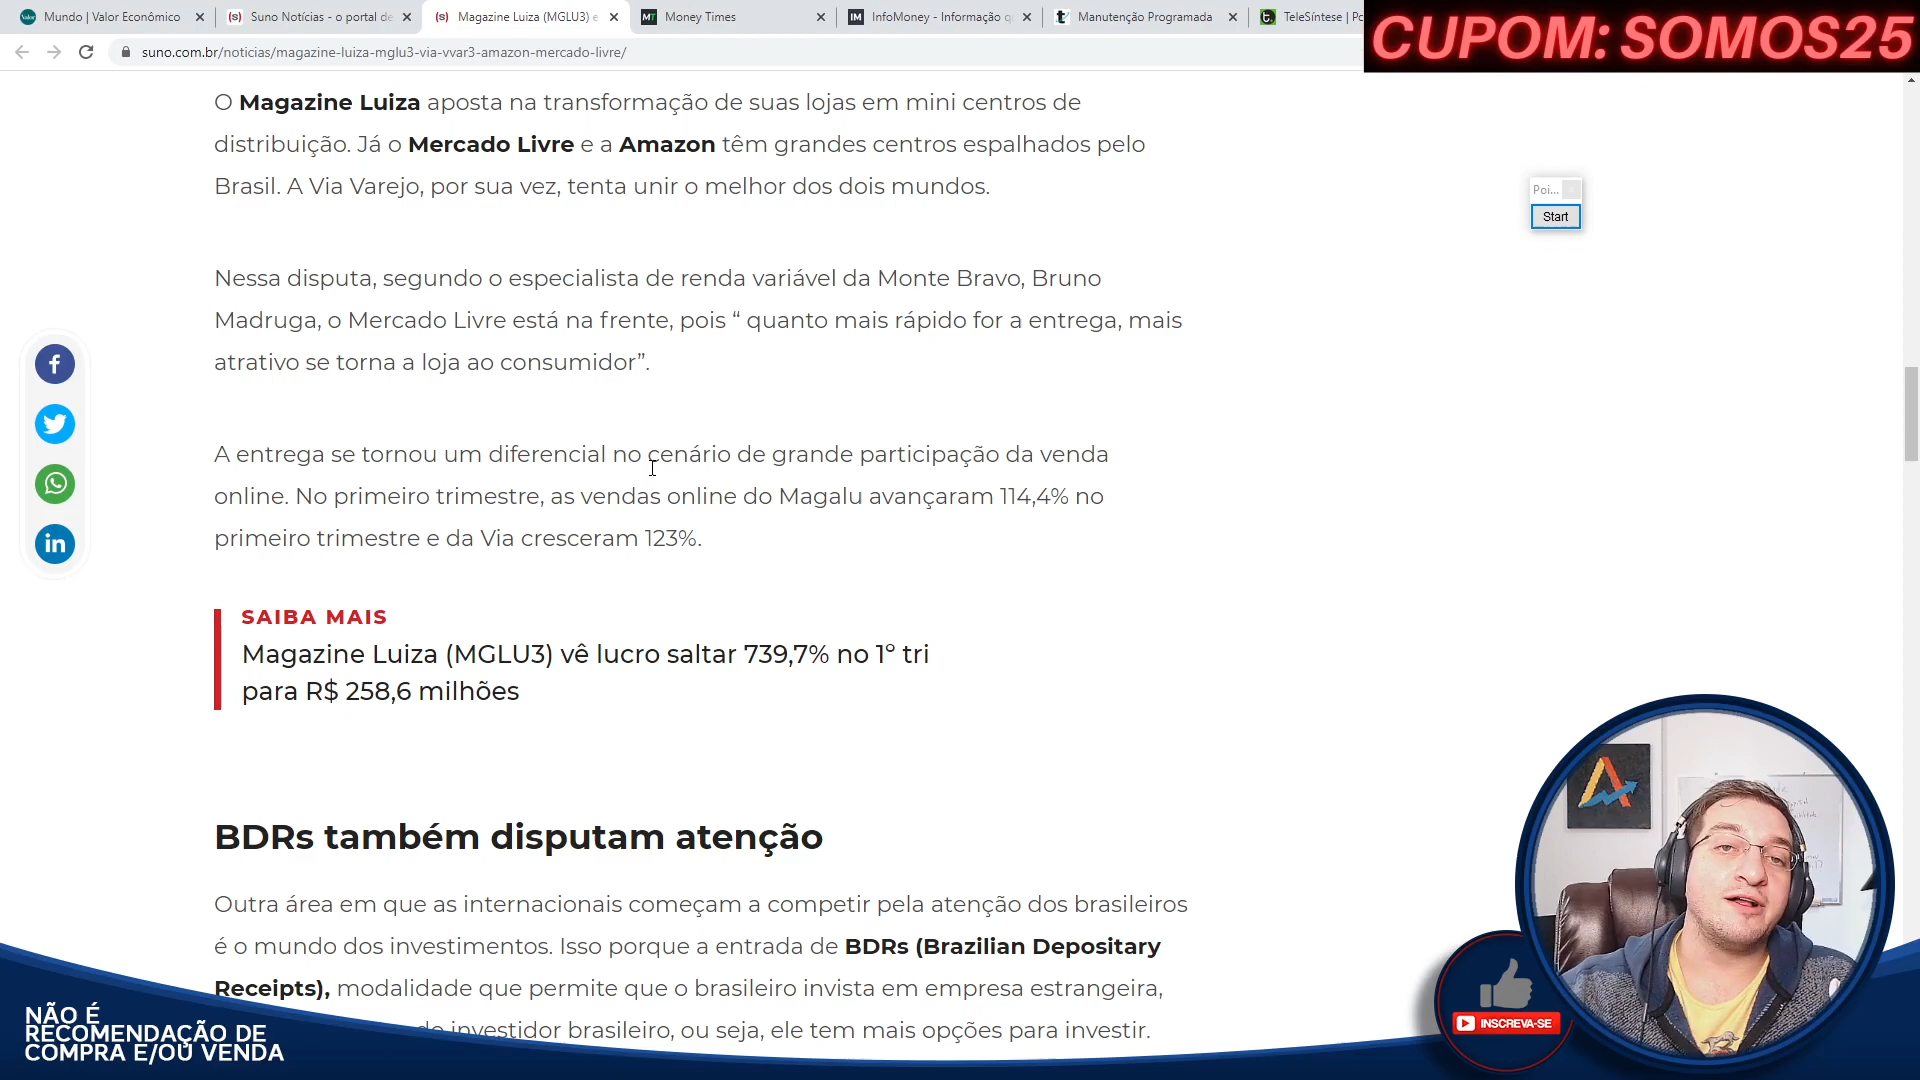 Mundo | Valor Econômico
Suno Notícias - o portal de
Magazine Luiza (MGLU3) e
Money Times
InfoMoney - Informação q
Manutenção Programada
TeleSíntese | Po
CUPOM: SOMOS25
suno.com.br/noticias/magazine-luiza-mglu3-via-vvar3-amazon-mercado-livre/
O Magazine Luiza aposta na transformação de suas lojas em mini centros de
distribuição. Já o Mercado Livre e a Amazon têm grandes centros espalhados pelo
Brasil. A Via Varejo, por sua vez, tenta unir o melhor dos dois mundos.
Poi...
Start
Nessa disputa, segundo o especialista de renda variável da Monte Bravo, Bruno
Madruga, o Mercado Livre está na frente, pois “ quanto mais rápido for a entrega, mais
atrativo se torna a loja ao consumidor”.
A entrega se tornou um diferencial no cenário de grande participação da venda
online. No primeiro trimestre, as vendas online do Magalu avançaram 114,4% no
primeiro trimestre e da Via cresceram 123%.
SAIBA MAIS
Magazine Luiza (MGLU3) vê lucro saltar 739,7% no 1º tri
para R$ 258,6 milhões
BDRs também disputam atenção
Outra área em que as internacionais começam a competir pela atenção dos brasileiros
é o mundo dos investimentos. Isso porque a entrada de BDRs (Brazilian Depositary
Receipts), modalidade que permite que o brasileiro invista em empresa estrangeira,
investidor brasileiro, ou seja, ele tem mais opções para investir.
NÃO É
RECOMENDAÇÃO DE
COMPRA E/OU VENDA
INSCREVA-SE